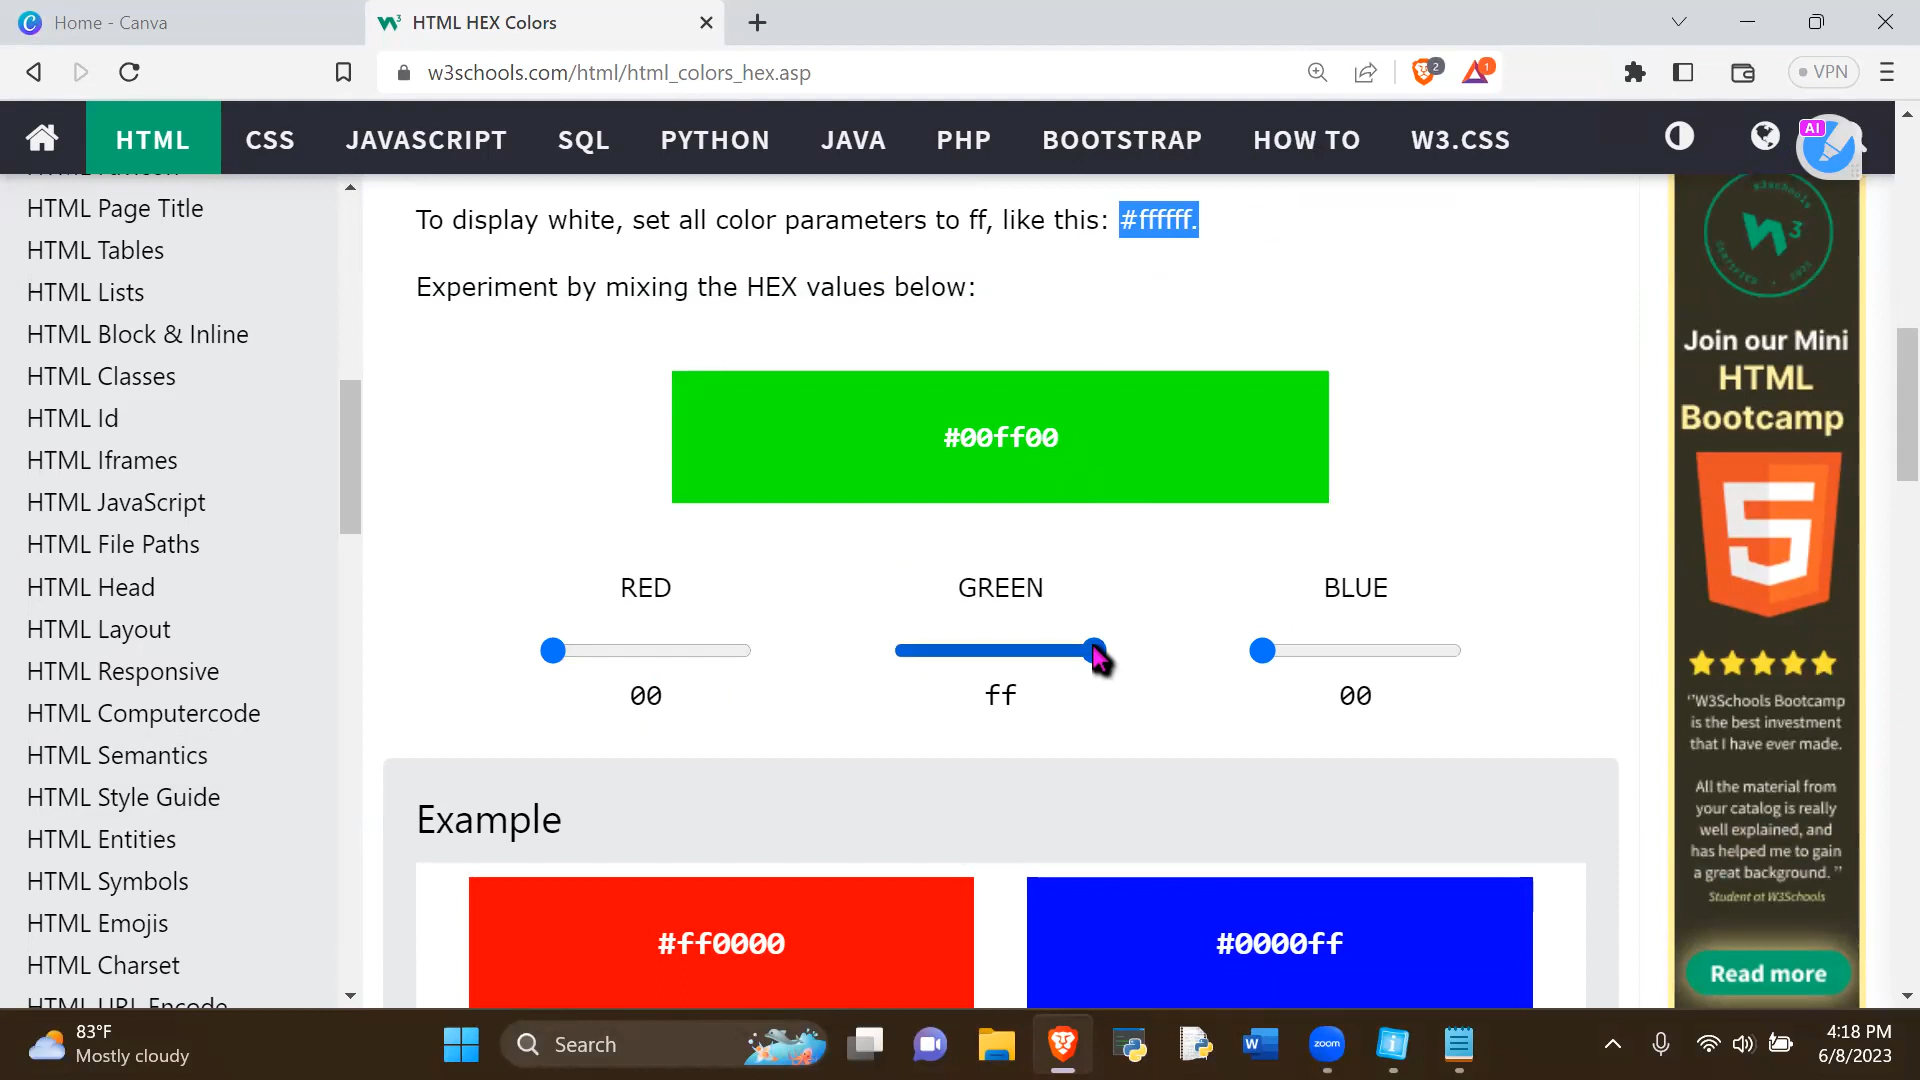 Home - Canva
HTML HEX Colors
w3schools.com/html/html_colors_hex.asp
2
1
VPN
HTML CSS JAVASCRIPT SQL PYTHON JAVA PHP BOOTSTRAP HOW TO W3.CSS
AI
HTML Page Title
HTML Tables
HTML Lists
HTML Block & Inline
HTML Classes
HTML Id
HTML Iframes
HTML JavaScript
HTML File Paths
HTML Head
HTML Layout
HTML Responsive
HTML Computercode
HTML Semantics
HTML Style Guide
HTML Entities
HTML Symbols
HTML Emojis
HTML Charset
HTML URL Encode
To display white, set all color parameters to ff, like this: #ffffff.
Experiment by mixing the HEX values below:
#00ff00
RED GREEN BLUE
00 ff 00
Example
#ff0000
#0000ff
Join our Mini
HTML
Bootcamp
5
"W3Schools Bootcamp
is the best investment
that I have ever made.
All the material from
your catalog is really
well explained, and
has helped me to gain
a great background. ”
Student at W3Schools
Read more
83°F
Mostly cloudy
Search
zoom
4:18 PM
6/8/2023